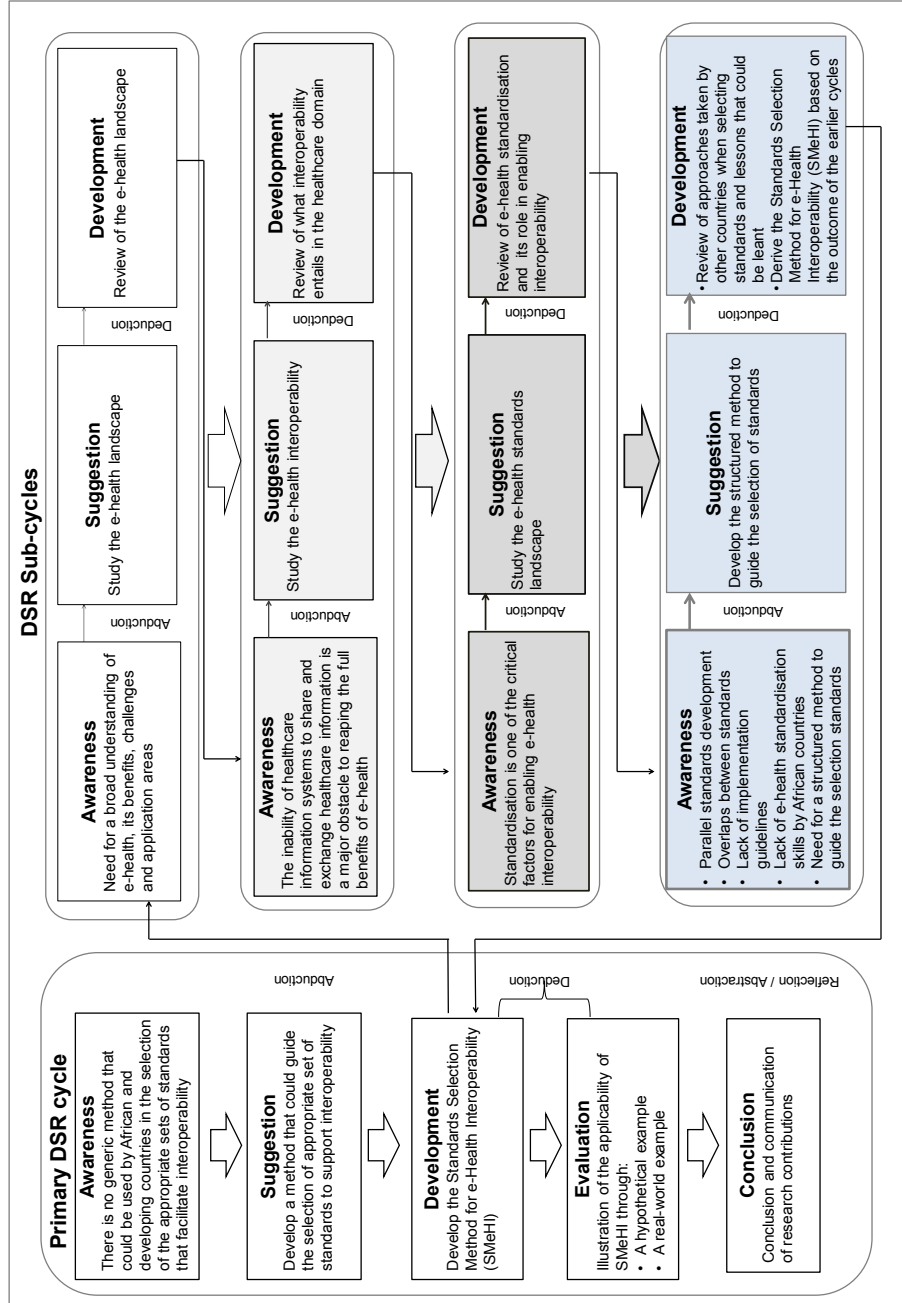 Primary DSR cycle
Awareness
There is no generic method that
could be used by African and
developing countries in the selection
of the appropriate sets of standards
that facilitate interoperability
Abduction
Suggestion
Develop a method that could guide
the selection of appropriate set of
standards to support interoperability
Development
Develop the Standards Selection
Method for e-Health Interoperability
(SMeHI)
Deduction
Evaluation
Illustration of the applicability of
SMeHI through:
• A hypothetical example
• A real-world example
Reflection / Abstraction
Conclusion
Conclusion and communication
of research contributions
DSR Sub-cycles
Awareness
Need for a broad understanding of
e-health, its benefits, challenges
and application areas
Abduction
Suggestion
Study the e-health landscape
Deduction
Development
Review of the e-health landscape
Awareness
The inability of healthcare
information systems to share and
exchange healthcare information is
a major obstacle to reaping the full
benefits of e-health
Abduction
Suggestion
Study the e-health interoperability
Deduction
Development
Review of what interoperability
entails in the healthcare domain
Awareness
Standardisation is one of the critical
factors for enabling e-health
interoperability
Abduction
Suggestion
Study the e-health standards
landscape
Deduction
Development
Review of e-health standardisation
and its role in enabling
interoperability
Awareness
• Parallel standards development
• Overlaps between standards
• Lack of implementation
guidelines
• Lack of e-health standardisation
skills by African countries
• Need for a structured method to
guide the selection standards
Abduction
Suggestion
Develop the structured method to
guide the selection of standards
Deduction
Development
• Review of approaches taken by
other countries when selecting
standards and lessons that could
be leant
• Derive the Standards Selection
Method for e-Health
Interoperability (SMeHI) based on
the outcome of the earlier cycles